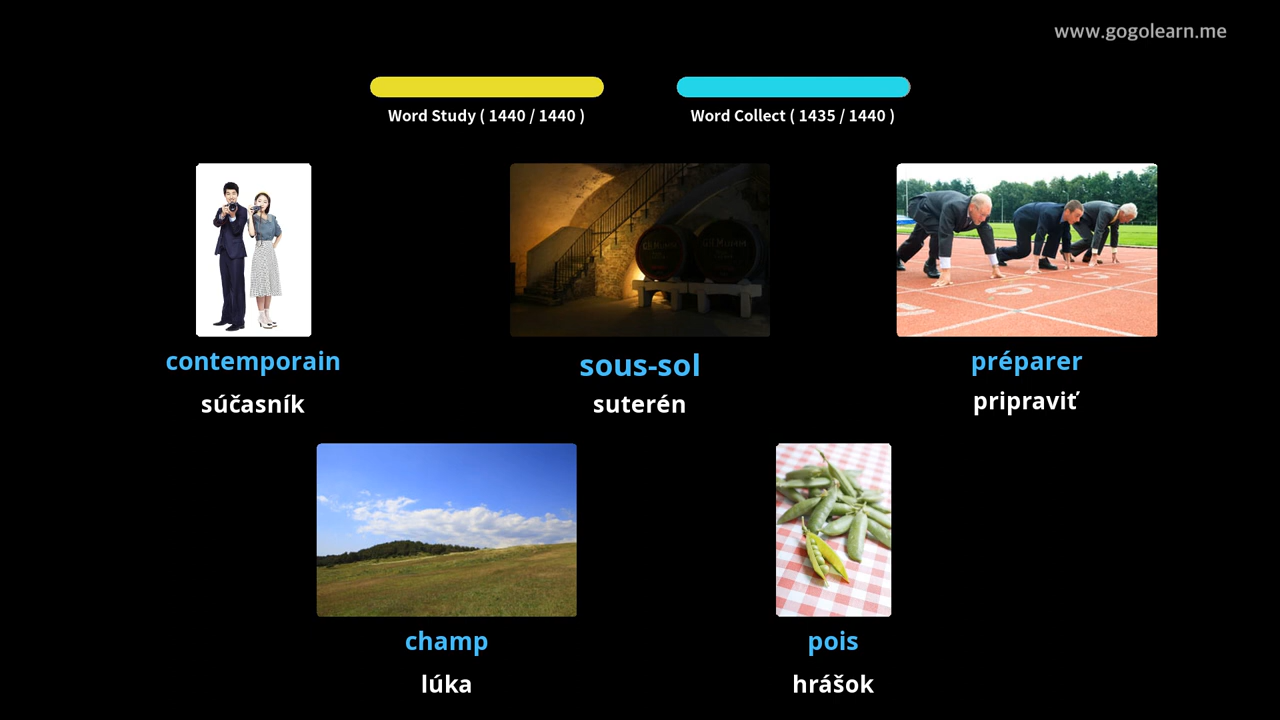 www.gogolearn.me
Word Study ( 1440 / 1440 )
Word Collect ( 1435 / 1440 )
contemporain
súčasník
sous-sol
suterén
préparer
pripraviť
champ
lúka
pois
hrášok